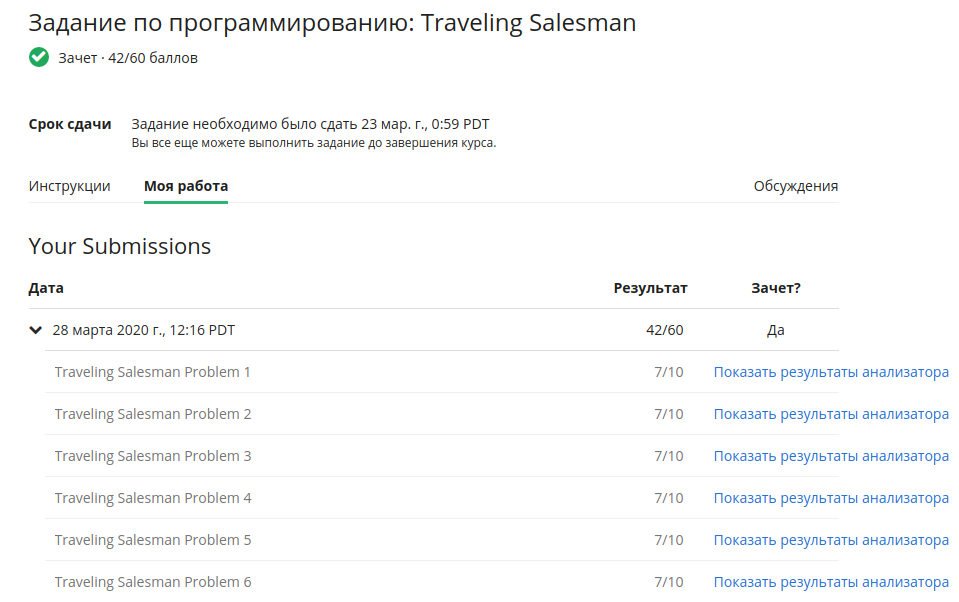 Задание по программированию: Traveling Salesman
Зачет · 42/60 баллов
Срок сдачи Задание необходимо было сдать 23 мар. г., 0:59 PDT
Вы все еще можете выполнить задание до завершения курса.
Инструкции Моя работа Обсуждения
Your Submissions
Дата Результат Зачет?
28 марта 2020 г., 12:16 PDT 42/60 Да
Traveling Salesman Problem 1 7/10 Показать результаты анализатора
Traveling Salesman Problem 2 7/10 Показать результаты анализатора
Traveling Salesman Problem 3 7/10 Показать результаты анализатора
Traveling Salesman Problem 4 7/10 Показать результаты анализатора
Traveling Salesman Problem 5 7/10 Показать результаты анализатора
Traveling Salesman Problem 6 7/10 Показать результаты анализатора